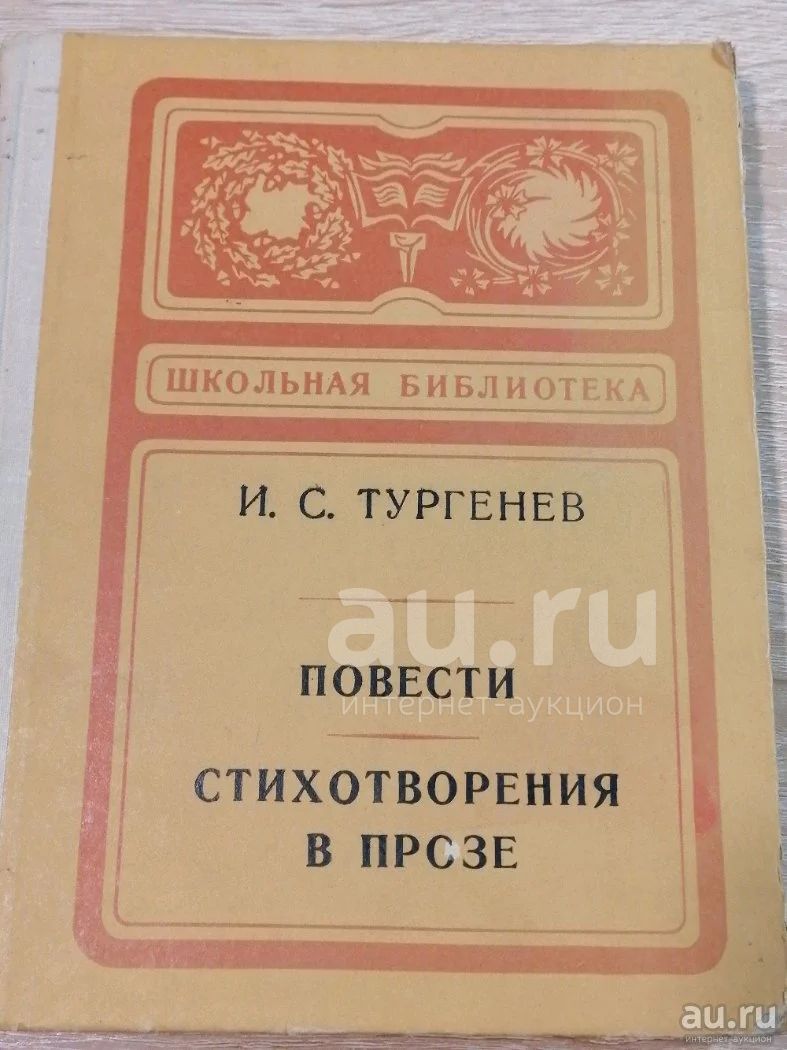 ШКОЛЬНАЯ БИБЛИОТЕКА
И. С. ТУРГЕНЕВ
au.ru
ПОВЕСТИ
интернет-аукцион
СТИХОТВОРЕНИЯ
В ПРОЗЕ
au.ru
интернет-аукцион